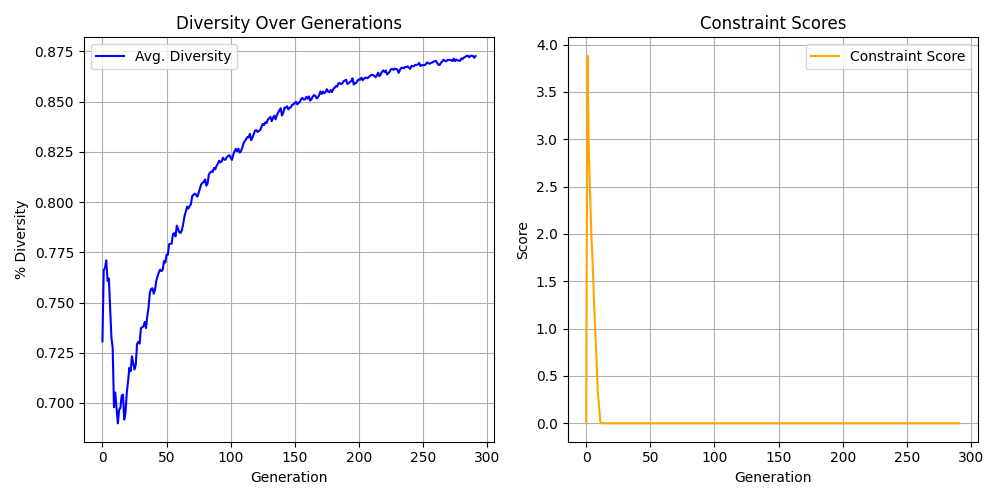 Diversity Over Generations
Avg. Diversity
% Diversity
0.875
0.850
0.825
0.800
0.775
0.750
0.725
0.700
0 50 100 150 200 250 300
Generation
Constraint Scores
Constraint Score
Score
4.0
3.5
3.0
2.5
2.0
1.5
1.0
0.5
0.0
0 50 100 150 200 250 300
Generation